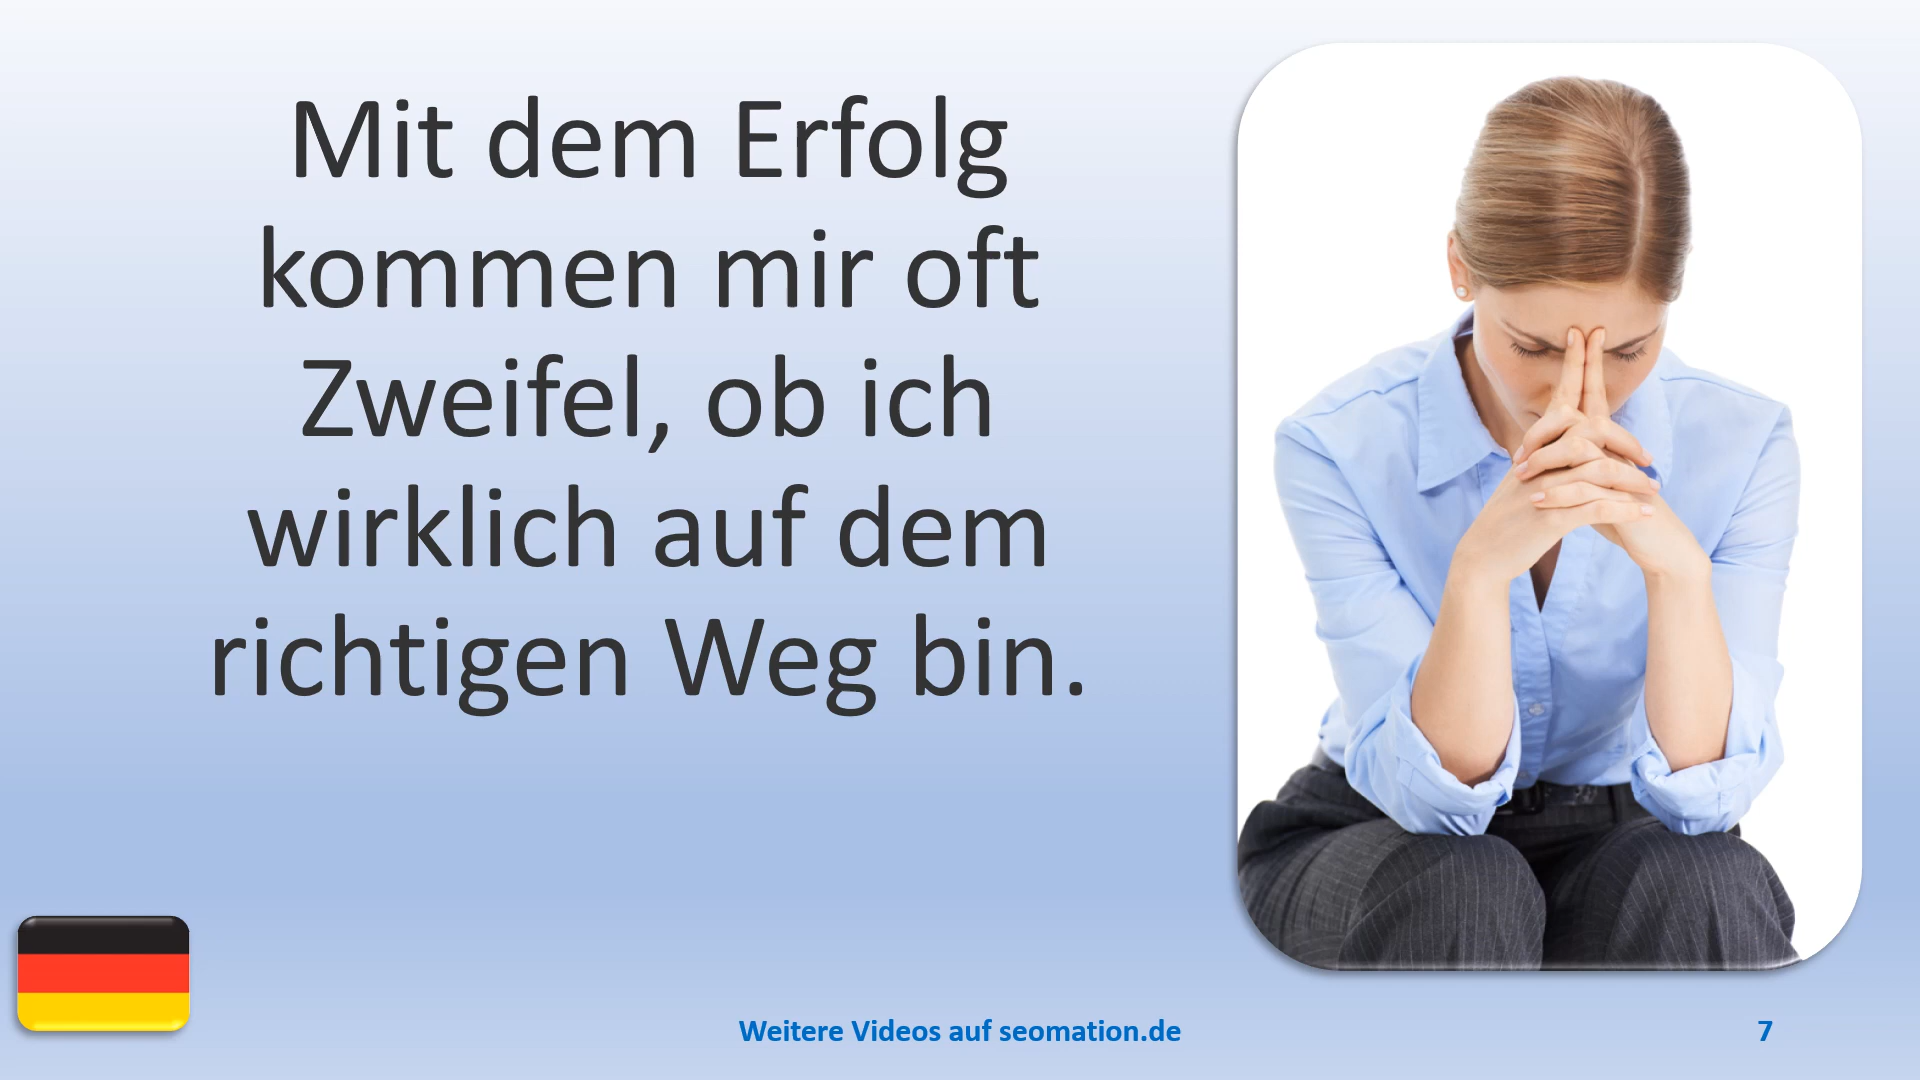 Mit dem Erfolg
kommen mir oft
Zweifel, ob ich
wirklich auf dem
richtigen Weg bin.
Weitere Videos auf seomation.de
7